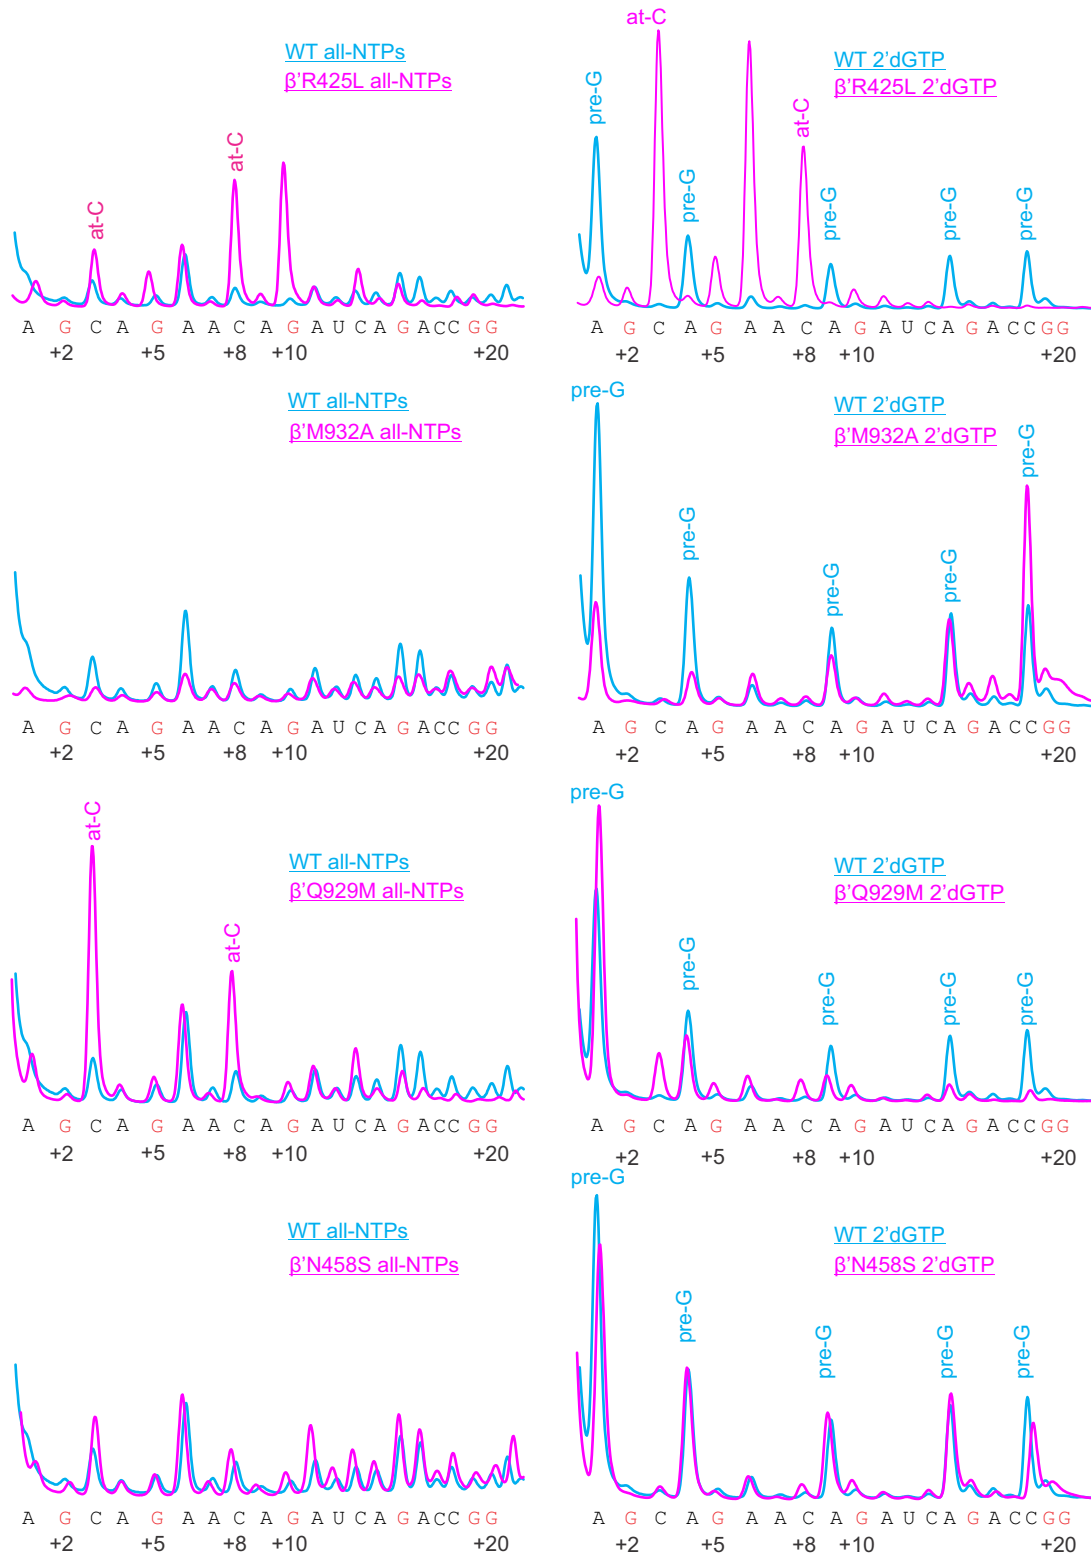 WT all-NTPs
β'R425L all-NTPs
at-C
at-C
A G C A G A A C A G A U C A G A C C G G
+2 +5 +8 +10 +20
at-C
WT 2'dGTP
β'R425L 2'dGTP
pre-G
pre-G
at-C
pre-G
pre-G
pre-G
A G C A G A A C A G A U C A G A C C G G
+2 +5 +8 +10 +20
WT all-NTPs
β'M932A all-NTPs
A G C A G A A C A G A U C A G A C C G G
+2 +5 +8 +10 +20
pre-G
WT 2'dGTP
β'M932A 2'dGTP
pre-G
pre-G
pre-G
pre-G
A G C A G A A C A G A U C A G A C C G G
+2 +5 +8 +10 +20
at-C
WT all-NTPs
β'Q929M all-NTPs
at-C
A G C A G A A C A G A U C A G A C C G G
+2 +5 +8 +10 +20
pre-G
WT 2'dGTP
β'Q929M 2'dGTP
pre-G
pre-G
pre-G
pre-G
A G C A G A A C A G A U C A G A C C G G
+2 +5 +8 +10 +20
WT all-NTPs
β'N458S all-NTPs
A G C A G A A C A G A U C A G A C C G G
+2 +5 +8 +10 +20
pre-G
WT 2'dGTP
β'N458S 2'dGTP
pre-G
pre-G
pre-G
pre-G
A G C A G A A C A G A U C A G A C C G G
+2 +5 +8 +10 +20